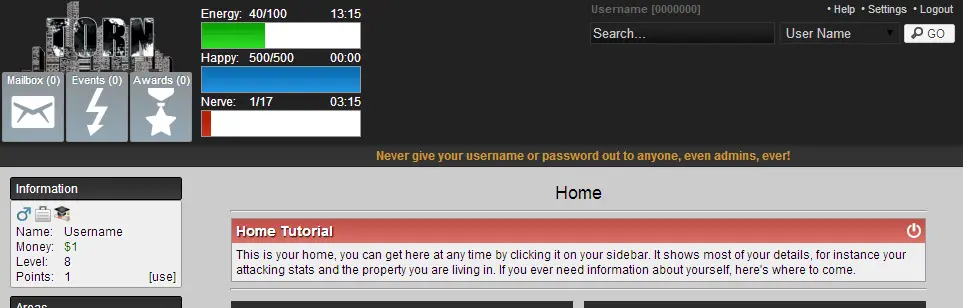 TORN
Mailbox (0) Events (0) Awards (0)
Energy: 40/100 13:15
Happy: 500/500 00:00
Nerve: 1/17 03:15
Username [0000000]
• Help • Settings • Logout
Search... User Name GO
Never give your username or password out to anyone, even admins, ever!
Information
Name: Username
Money: $1
Level: 8
Points: 1 [use]
Areas
Home
Home Tutorial
This is your home, you can get here at any time by clicking it on your sidebar. It shows most of your details, for instance your
attacking stats and the property you are living in. If you ever need information about yourself, here's where to come.